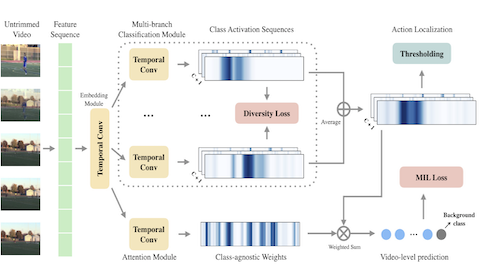 Untrimmed
Video
Feature
Sequence
Multi-branch
Classification Module
Class Activation Sequences
Action Localization
Embedding
Module
Temporal Conv
Temporal
Conv
C+1
Thresholding
...
...
Diversity Loss
Average
C+1
Temporal
Conv
C+1
MIL Loss
Background
class
Temporal
Conv
Weighted Sum
...
Attention Module
Class-agnostic Weights
Video-level prediction